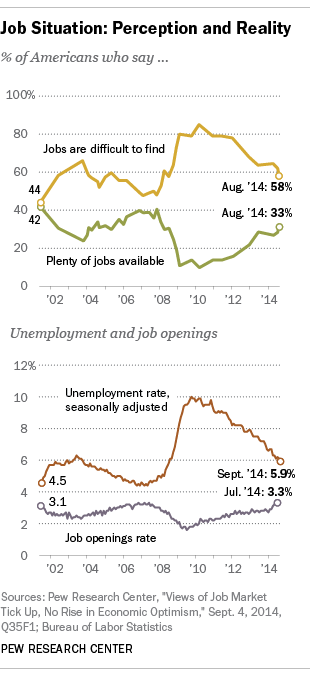 Job Situation: Perception and Reality
% of Americans who say ...
100%
80
60
40
20
0
Jobs are difficult to find
44
42
Aug. '14: 58%
Aug. '14: 33%
Plenty of jobs available
'02 '04 '06 '08 '10 '12 '14
Unemployment and job openings
12%
10
8
6
4
2
0
Unemployment rate,
seasonally adjusted
4.5
3.1
Sept. '14: 5.9%
Jul. '14: 3.3%
Job openings rate
'02 '04 '06 '08 '10 '12 '14
Sources: Pew Research Center, "Views of Job Market
Tick Up, No Rise in Economic Optimism," Sept. 4, 2014,
Q35F1; Bureau of Labor Statistics
PEW RESEARCH CENTER